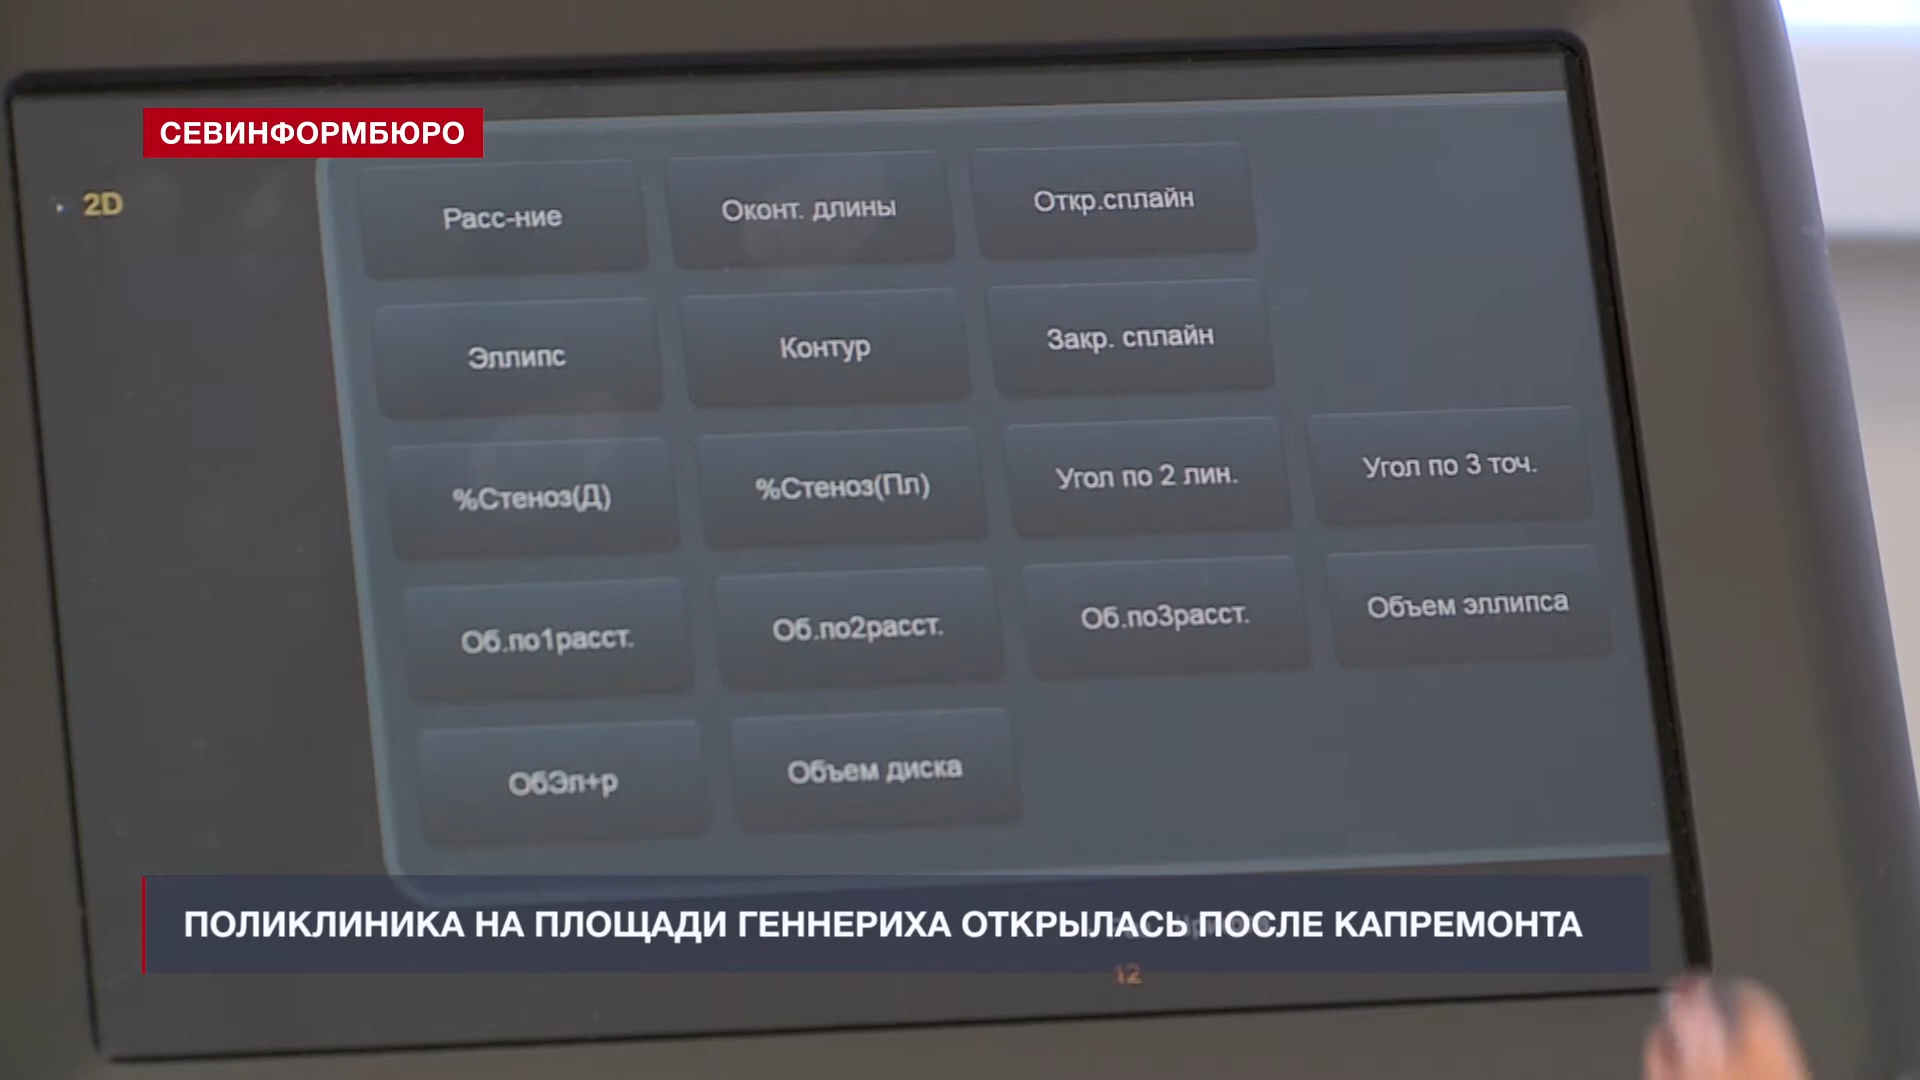 СЕВИНФОРМБЮРО
2D
Расс-ние
Оконт. длины
Откр.сплайн
Эллипс
Контур
Закр. сплайн
%Стеноз(Д)
%Стеноз(Пл)
Угол по 2 лин.
Угол по 3 точ.
Об.по1расст.
Об.по2расст.
Об.по3расст.
Объем эллипса
ОбЭл+р
Объем диска
ПОЛИКЛИНИКА НА ПЛОЩАДИ ГЕННЕРИХА ОТКРЫЛАСЬ ПОСЛЕ КАПРЕМОНТА
12